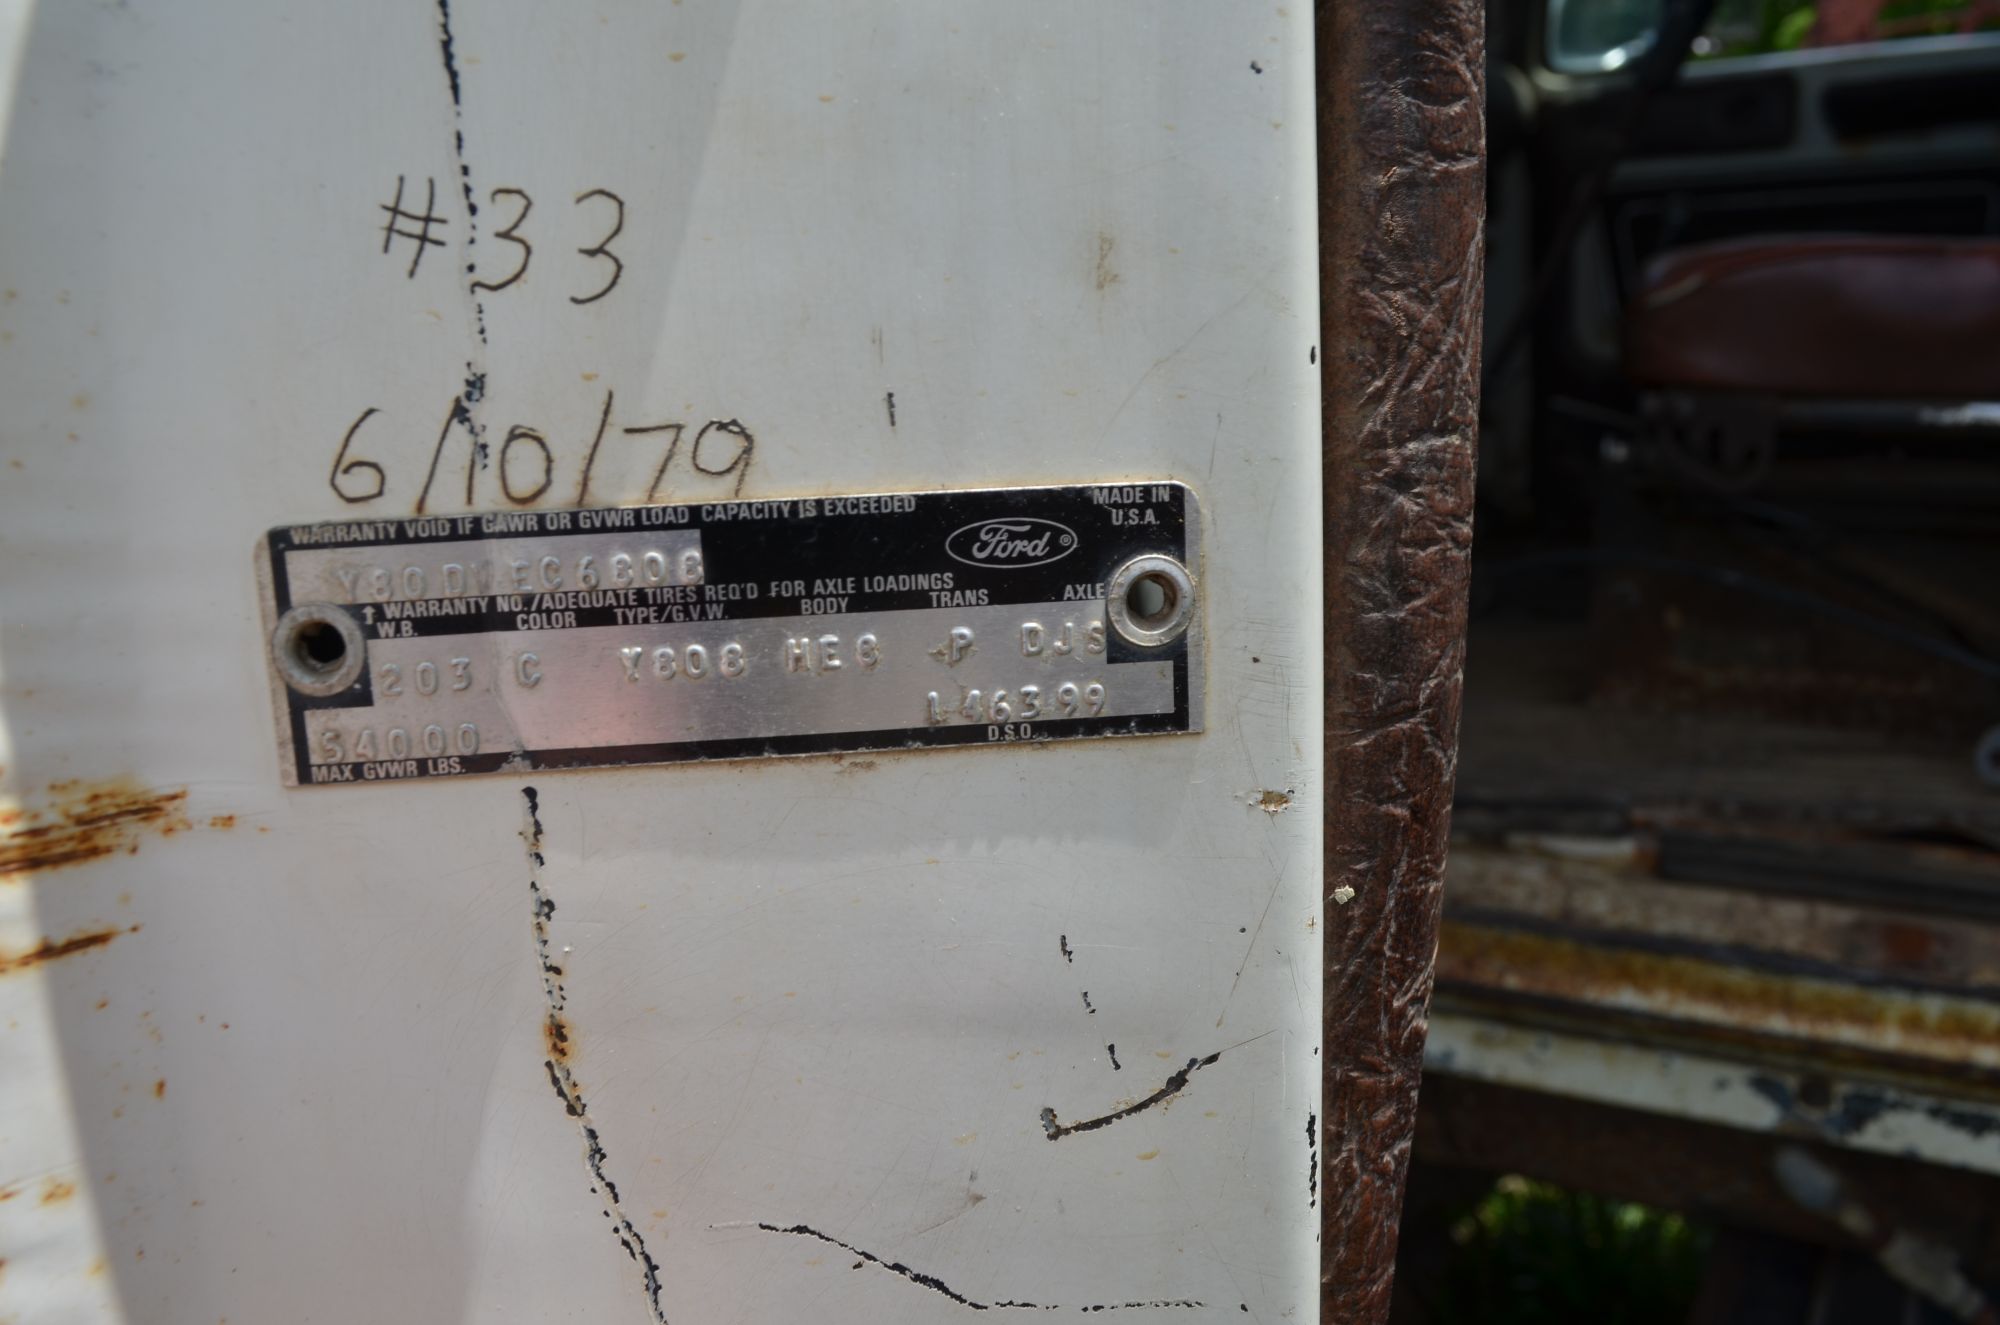 #33
6/10/79
WARRANTY VOID IF GAWR OR GVWR LOAD CAPACITY IS EXCEEDED
MADE IN U.S.A.
Ford ®
Y80DVEC6808
↑ WARRANTY NO./ADEQUATE TIRES REQ'D FOR AXLE LOADINGS
W.B. COLOR TYPE/G.V.W. BODY TRANS AXLE
203 C Y808 HE8 P DJS
54000 146399
MAX GVWR LBS. D.S.O.